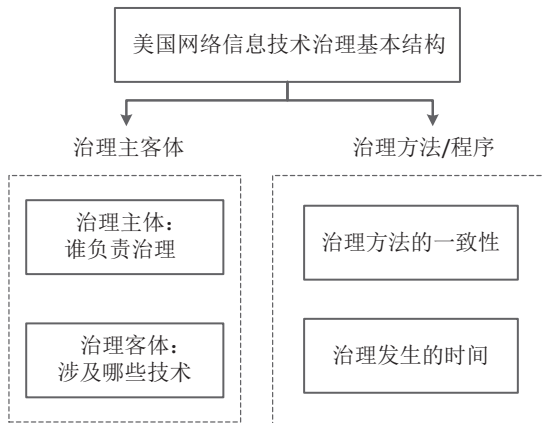 美国网络信息技术治理基本结构
治理主客体
治理方法/程序
治理主体：
谁负责治理
治理客体：
涉及哪些技术
治理方法的一致性
治理发生的时间